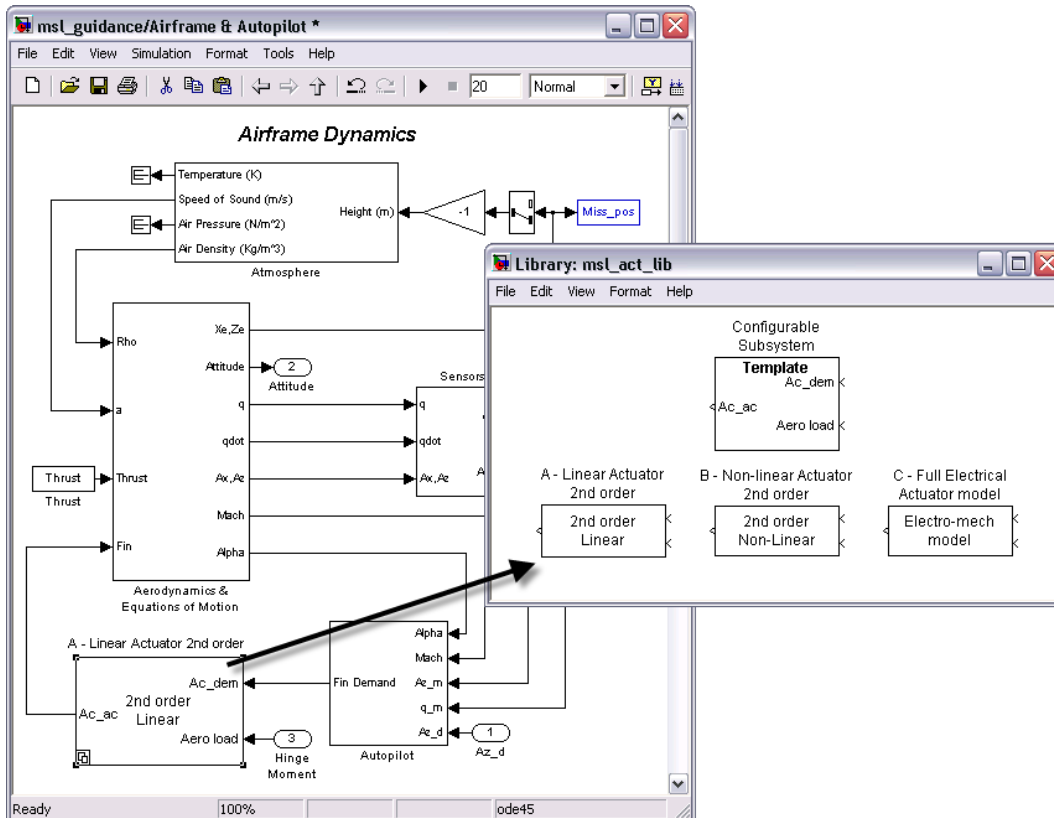 msl_guidance/Airframe & Autopilot *
File Edit View Simulation Format Tools Help
20 Normal
Airframe Dynamics
Temperature (K)
Speed of Sound (m/s)
Air Pressure (N/m^2)
Air Density (Kg/m^3)
Height (m)
Atmosphere
-1
0
Miss_pos
Rho
a
Thrust
Thrust
Thrust
Fin
Xe,Ze
Attitude
q
qdot
Ax,Az
Mach
Alpha
Aerodynamics &
Equations of Motion
2
Attitude
Sensors
q
qdot
Ax,Az
A
A - Linear Actuator 2nd order
Ac_dem
2nd order
Linear
Ac_ac
Aero load
3
Hinge
Moment
Alpha
Mach
Fin Demand
Az_m
q_m
Az_d
Autopilot
1
Az_d
Ready 100% ode45
Library: msl_act_lib
File Edit View Format Help
Configurable
Subsystem
Template
Ac_dem
Ac_ac
Aero load
A - Linear Actuator
2nd order
2nd order
Linear
B - Non-linear Actuator
2nd order
2nd order
Non-Linear
C - Full Electrical
Actuator model
Electro-mech
model